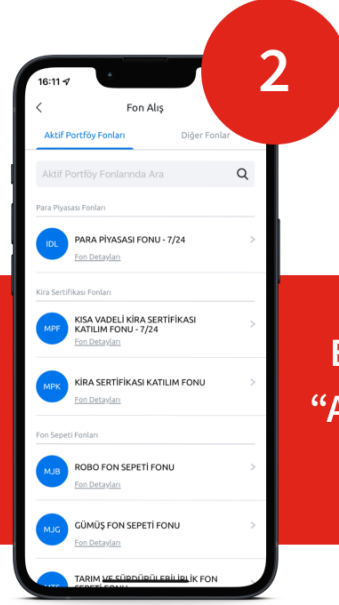 2
16:11
Fon Alış
Aktif Portföy Fonları
Diğer Fonlar
Aktif Portföy Fonlarında Ara
Para Piyasası Fonları
IDL
PARA PİYASASI FONU - 7/24
Fon Detayları
Kira Sertifikası Fonları
MPF
KISA VADELİ KİRA SERTİFİKASI
KATILIM FONU - 7/24
Fon Detayları
MPK
KİRA SERTİFİKASI KATILIM FONU
Fon Detayları
Fon Sepeti Fonları
MJB
ROBO FON SEPETİ FONU
Fon Detayları
MJG
GÜMÜŞ FON SEPETİ FONU
Fon Detayları
TARIM VE SÜRDÜRÜLEBİLİRLİK FON
SEPETİ FONU